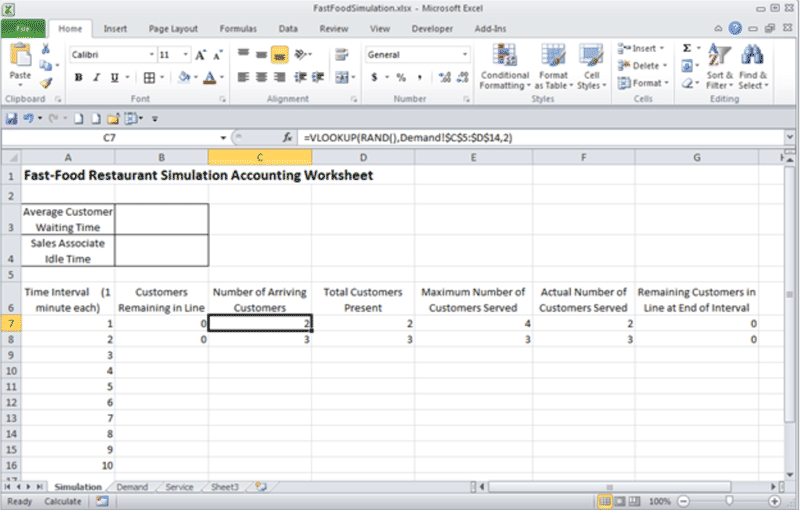 FastFoodSimulation.xlsx - Microsoft Excel
File Home Insert Page Layout Formulas Data Review View Developer Add-Ins
Calibri 11 General Insert Σ
Paste B I U A $ % , Conditional Formatting Format as Table Cell Styles Delete Format Sort & Filter Find & Select
Clipboard Font Alignment Number Styles Cells Editing
C7 fx =VLOOKUP(RAND(),Demand!$C$5:$D$14,2)
A B C D E F G H
1 Fast-Food Restaurant Simulation Accounting Worksheet
2
Average Customer
3 Waiting Time
Sales Associate
4 Idle Time
5
Time Interval (1 Customers Number of Arriving Total Customers Maximum Number of Actual Number of Remaining Customers in
6 minute each) Remaining in Line Customers Present Customers Served Customers Served Line at End of Interval
7 1 0 2 2 4 2 0
8 2 0 3 3 3 3 0
9 3
10 4
11 5
12 6
13 7
14 8
15 9
16 10
Simulation Demand Service Sheet3
Ready Calculate 100%